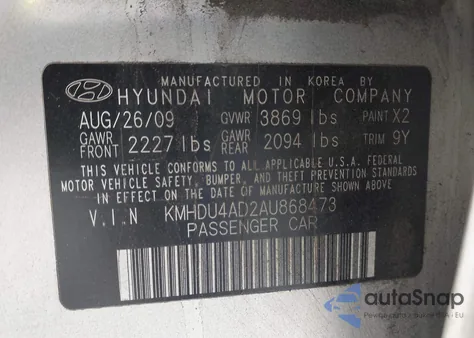 MANUFACTURED IN KOREA BY
HYUNDAI MOTOR COMPANY
AUG/26/09 GVWR 3869 lbs PAINT X2
GAWR FRONT 2227 lbs GAWR REAR 2094 lbs TRIM 9Y
THIS VEHICLE CONFORMS TO ALL APPLICABLE U.S.A. FEDERAL
MOTOR VEHICLE SAFETY, BUMPER, AND THEFT PREVENTION
STANDARDS IN EFFECT ON THE DATE OF MANUFACTURE SHOWN ABOVE.
V.I.N KMHDU4AD2AU868473
PASSENGER CAR
autoSnap